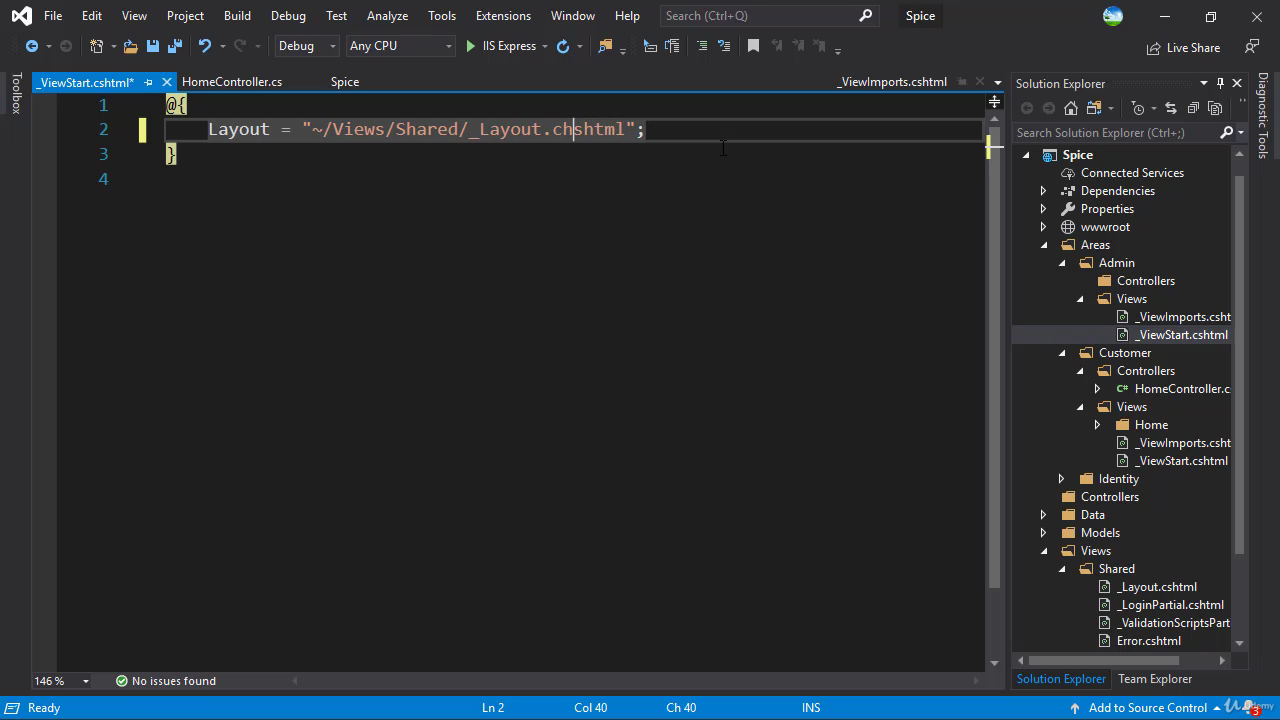 File Edit View Project Build Debug Test Analyze Tools Extensions Window Help Search (Ctrl+Q) Spice
Debug Any CPU IIS Express Live Share
_ViewStart.cshtml* HomeController.cs Spice _ViewImports.cshtml
Toolbox
Diagnostic Tools
1 @{
2 Layout = "~/Views/Shared/_Layout.chshtml";
3 }
4
Solution Explorer
Search Solution Explorer (Ctrl+;)
Spice
Connected Services
Dependencies
Properties
wwwroot
Areas
Admin
Controllers
Views
_ViewImports.csht
_ViewStart.cshtml
Customer
Controllers
C# HomeController.c
Views
Home
_ViewImports.csht
_ViewStart.cshtml
Identity
Controllers
Data
Models
Views
Shared
_Layout.cshtml
_LoginPartial.cshtml
_ValidationScriptsPart
Error.cshtml
146 % No issues found
Solution Explorer Team Explorer
Ready Ln 2 Col 40 Ch 40 INS Add to Source Control 3
Udemy